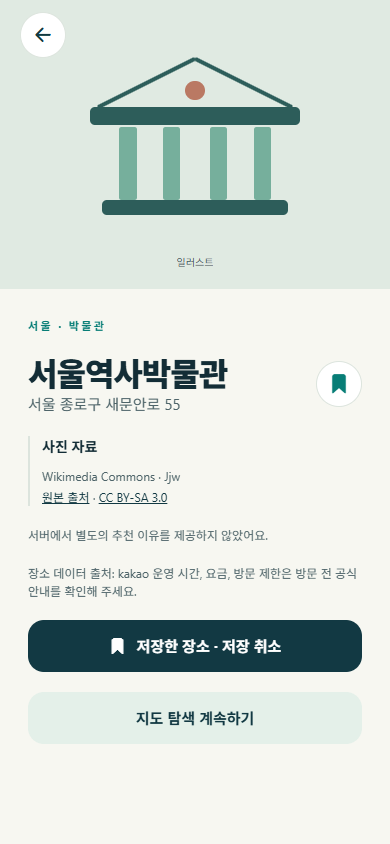 일러스트
서울 · 박물관
서울역사박물관
서울 종로구 새문안로 55
사진 자료
Wikimedia Commons · Jjw
원본 출처 · CC BY-SA 3.0
서버에서 별도의 추천 이유를 제공하지 않았어요.
장소 데이터 출처: kakao 운영 시간, 요금, 방문 제한은 방문 전 공식
안내를 확인해 주세요.
저장한 장소 · 저장 취소
지도 탐색 계속하기